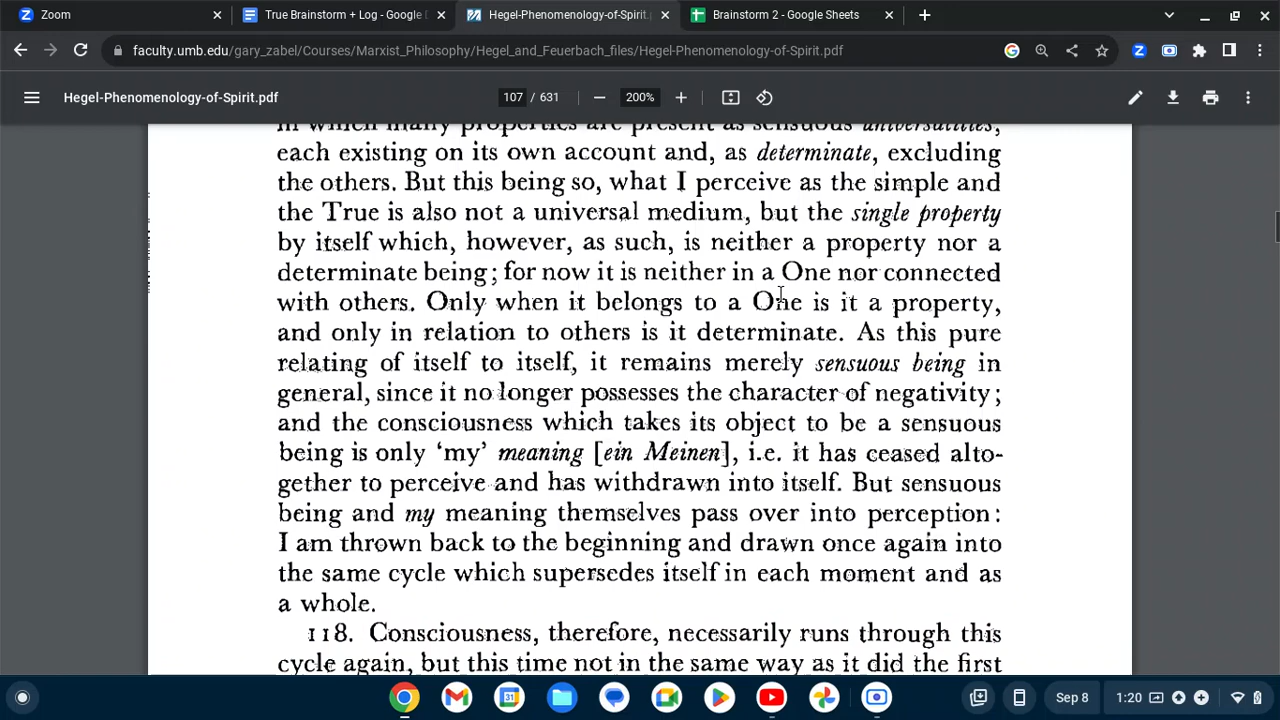 Zoom
True Brainstorm + Log - Google D
Hegel-Phenomenology-of-Spirit.p
Brainstorm 2 - Google Sheets
faculty.umb.edu/gary_zabel/Courses/Marxist_Philosophy/Hegel_and_Feuerbach_files/Hegel-Phenomenology-of-Spirit.pdf
Hegel-Phenomenology-of-Spirit.pdf
107 / 631
200%
in which many properties are present as sensuous universalities,
each existing on its own account and, as determinate, excluding
the others. But this being so, what I perceive as the simple and
the True is also not a universal medium, but the single property
by itself which, however, as such, is neither a property nor a
determinate being; for now it is neither in a One nor connected
with others. Only when it belongs to a One is it a property,
and only in relation to others is it determinate. As this pure
relating of itself to itself, it remains merely sensuous being in
general, since it no longer possesses the character of negativity;
and the consciousness which takes its object to be a sensuous
being is only 'my' meaning [ein Meinen], i.e. it has ceased alto-
gether to perceive and has withdrawn into itself. But sensuous
being and my meaning themselves pass over into perception:
I am thrown back to the beginning and drawn once again into
the same cycle which supersedes itself in each moment and as
a whole.
118. Consciousness, therefore, necessarily runs through this
cycle again, but this time not in the same way as it did the first
31
Sep 8
1:20